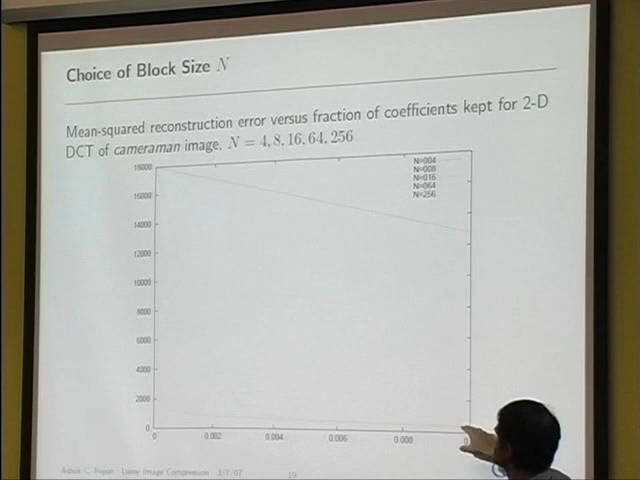 Choice of Block Size N
Mean-squared reconstruction error versus fraction of coefficients kept for 2-D
DCT of cameraman image. N = 4, 8, 16, 64, 256
18000
16000
14000
12000
10000
8000
6000
4000
2000
0
N=004
N=008
N=016
N=064
N=256
0 0.002 0.004 0.006 0.008
Ashok C. Popat Lossy Image Compression 3/7/07 19